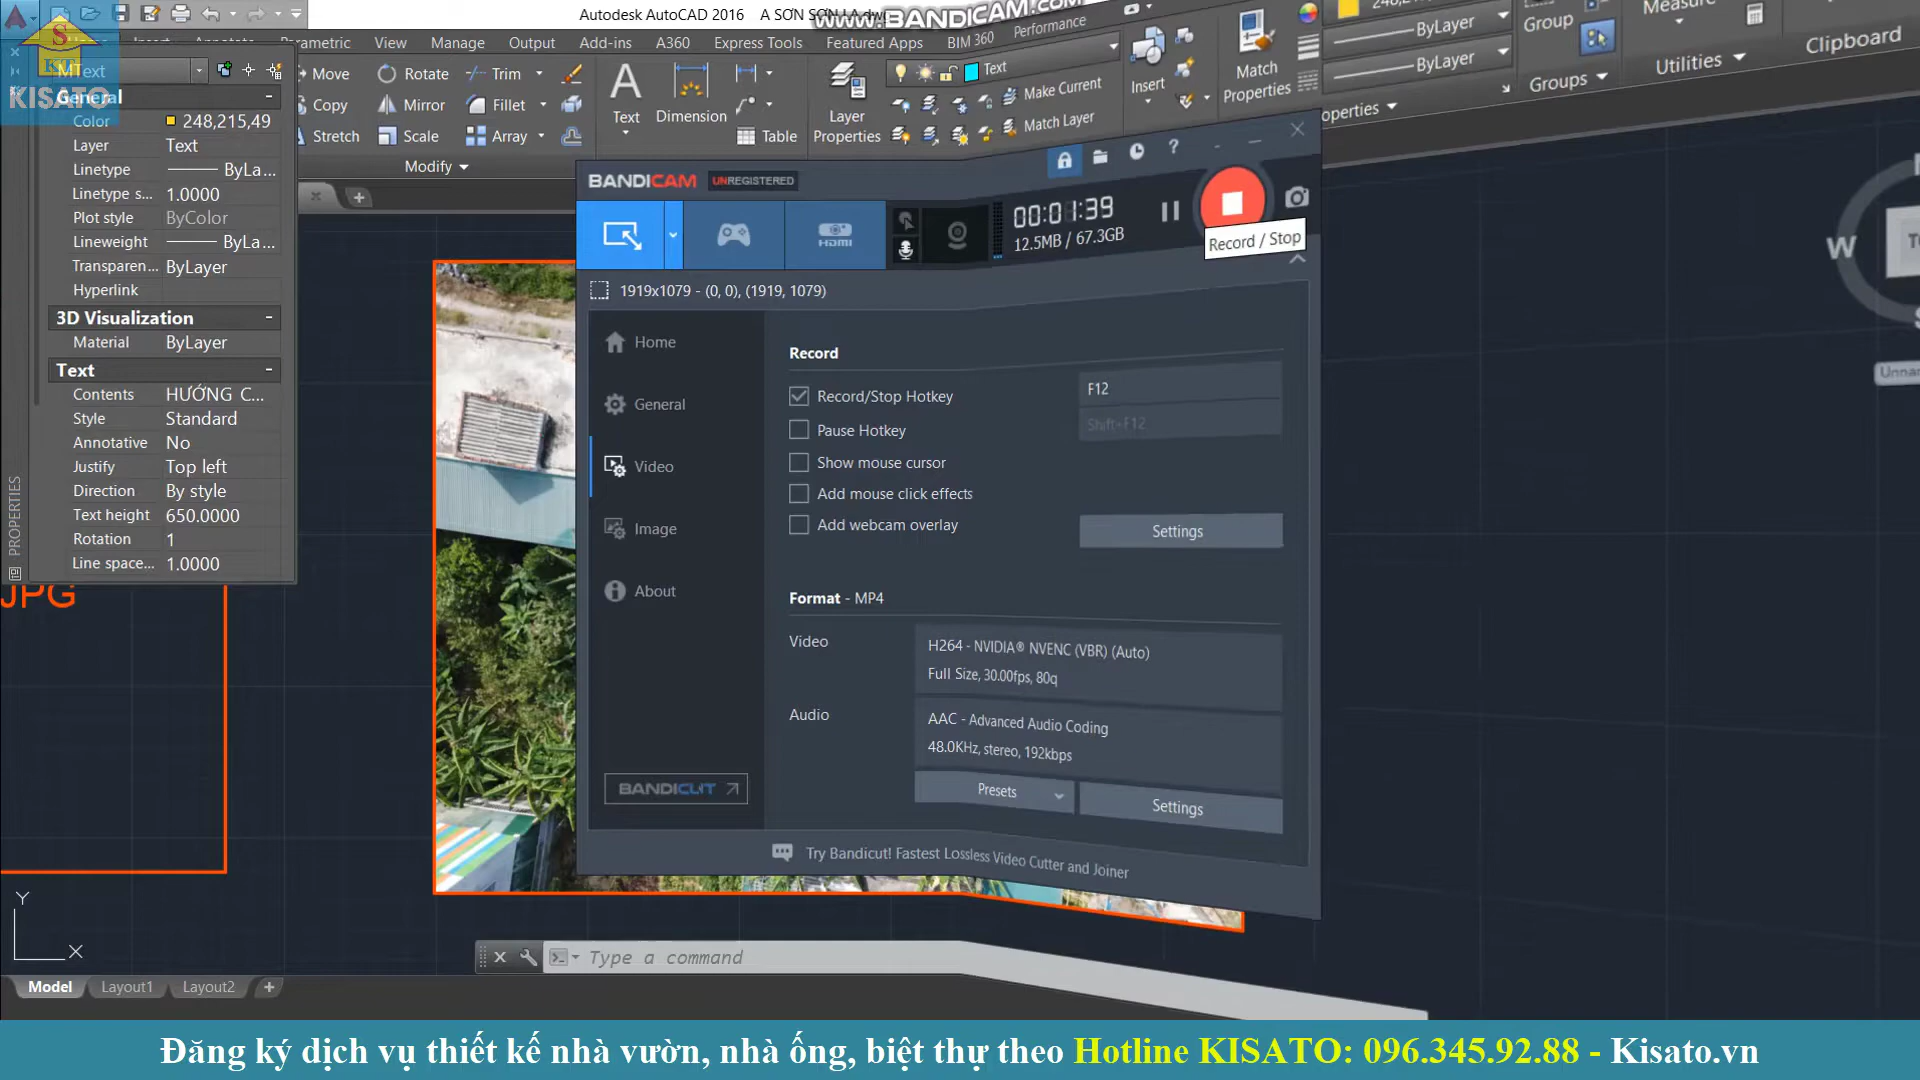 Autodesk AutoCAD 2016 A SƠN SƠN LA.dw
www.BANDICAM.com
Parametric View Manage Output Add-ins A360 Express Tools Featured Apps BIM 360 Performance
KISATO
MText
General
Color 248,215,49
Layer Text
Linetype ByLa...
Linetype s... 1.0000
Plot style ByColor
Lineweight ByLa...
Transparen... ByLayer
Hyperlink
3D Visualization
Material ByLayer
Text
Contents HƯỚNG C...
Style Standard
Annotative No
Justify Top left
Direction By style
Text height 650.0000
Rotation 1
Line space... 1.0000
PROPERTIES
Move Rotate Trim
Copy Mirror Fillet
Stretch Scale Array
Modify
Text
Dimension
Table
Layer Properties
Text
Make Current
Match Layer
Insert
Match Properties
ByLayer
ByLayer
operties
Group
Groups
Measure
Utilities
Clipboard
BANDICAM UNREGISTERED
HDMI
00:01:39
12.5MB / 67.3GB
Record / Stop
1919x1079 - (0, 0), (1919, 1079)
Home
General
Video
Image
About
BANDICUT
Record
Record/Stop Hotkey F12
Pause Hotkey Shift+F12
Show mouse cursor
Add mouse click effects
Add webcam overlay
Settings
Format - MP4
Video
H264 - NVIDIA® NVENC (VBR) (Auto)
Full Size, 30.00fps, 80q
Audio
AAC - Advanced Audio Coding
48.0KHz, stereo, 192kbps
Presets
Settings
Try Bandicut! Fastest Lossless Video Cutter and Joiner
JPG
W
Y
X
Type a command
Model Layout1 Layout2
Đăng ký dịch vụ thiết kế nhà vườn, nhà ống, biệt thự theo Hotline KISATO: 096.345.92.88 - Kisato.vn